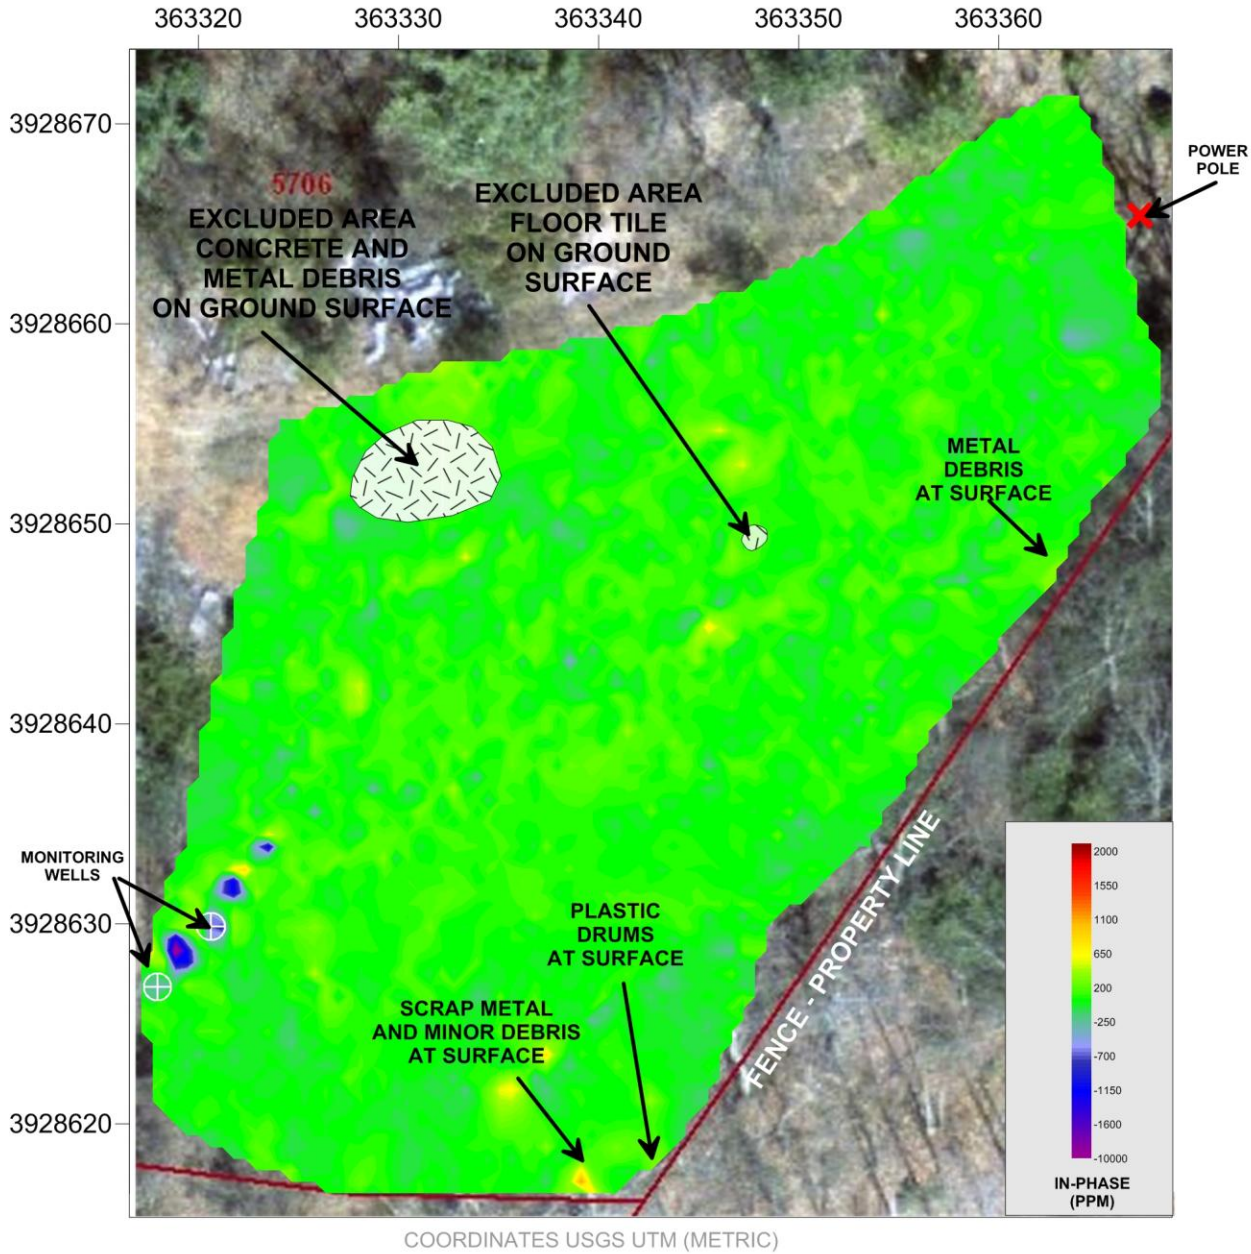 363320 363330 363340 363350 363360
3928670
3928660
3928650
3928640
3928630
3928620
POWER
POLE
5706
EXCLUDED AREA
CONCRETE AND
METAL DEBRIS
ON GROUND SURFACE
EXCLUDED AREA
FLOOR TILE
ON GROUND
SURFACE
METAL
DEBRIS
AT SURFACE
MONITORING
WELLS
PLASTIC
DRUMS
AT SURFACE
SCRAP METAL
AND MINOR DEBRIS
AT SURFACE
FENCE - PROPERTY LINE
2000
1550
1100
650
200
-250
-700
-1150
-1600
-10000
IN-PHASE
(PPM)
COORDINATES USGS UTM (METRIC)